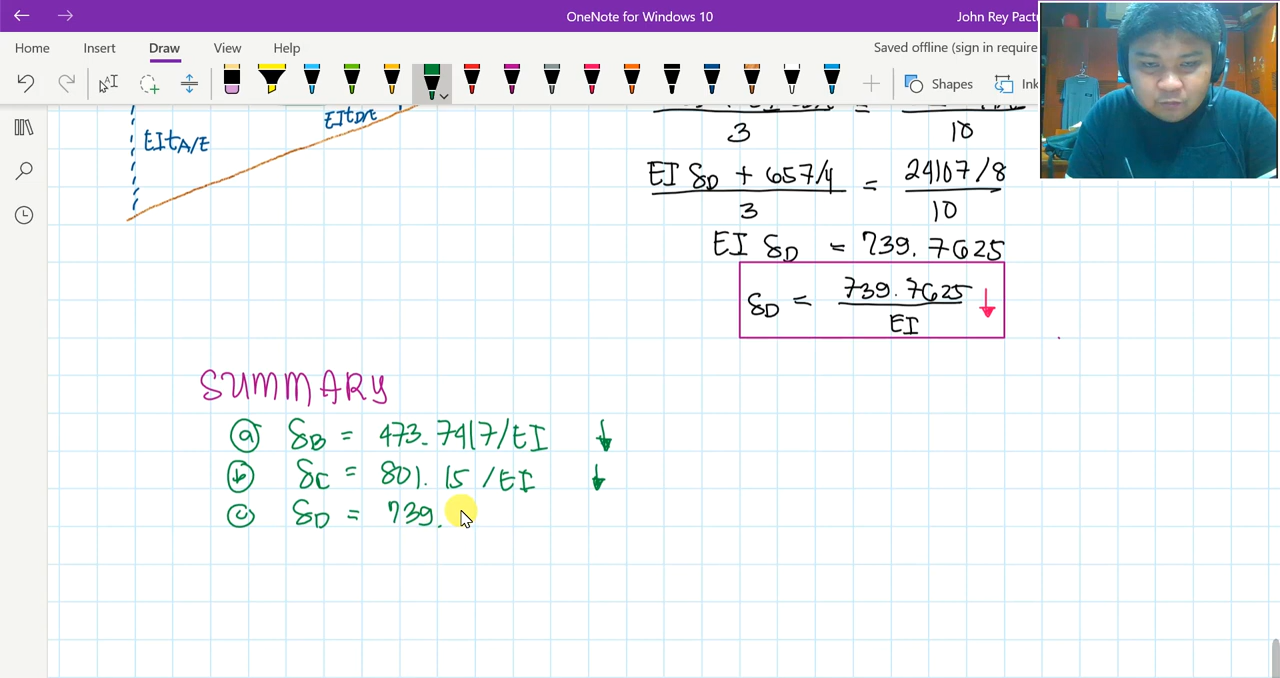 OneNote for Windows 10
John Rey Pactu
Home Insert Draw View Help
Saved offline (sign in require
Shapes Ink
EItD/E
EItA/E
3 = 10
EI δD + 657/4 = 24107/8
3 10
EI δD = 739.7625
δD = 739.7625 ↓
EI
SUMMARY
ⓐ δB = 473.7417/EI ↓
ⓑ δC = 801.15 /EI ↓
ⓒ δD = 739.